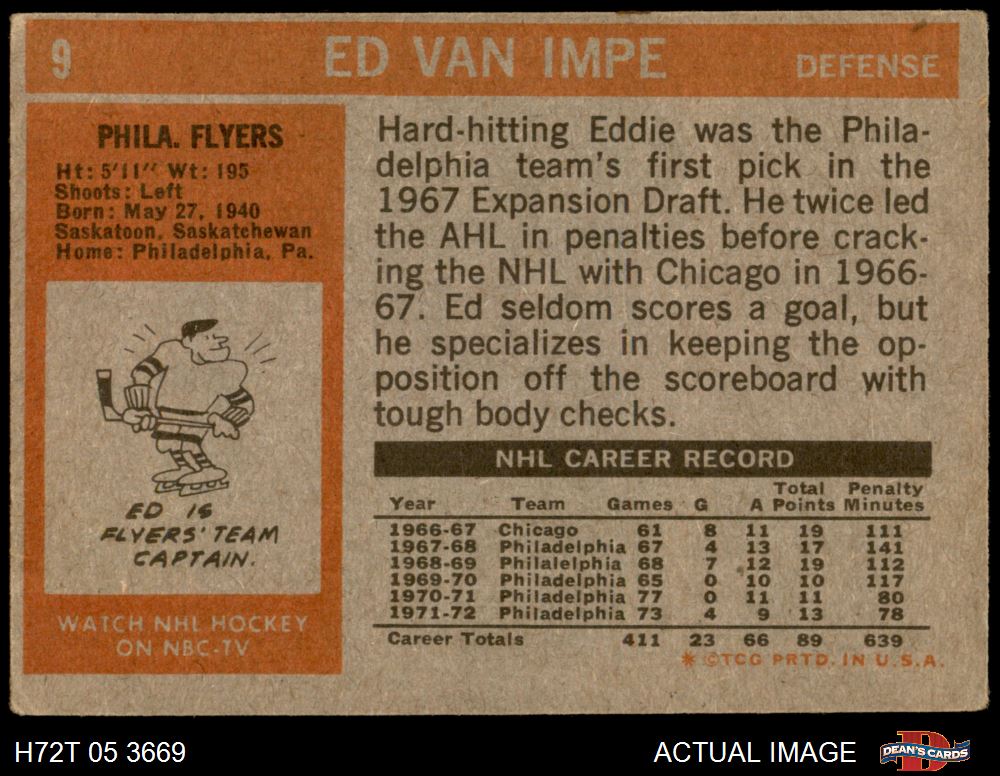 9 ED VAN IMPE DEFENSE
PHILA. FLYERS
Ht: 5'11" Wt: 195
Shoots: Left
Born: May 27, 1940
Saskatoon, Saskatchewan
Home: Philadelphia, Pa.
ED IS
FLYERS' TEAM
CAPTAIN.
WATCH NHL HOCKEY
ON NBC-TV
Hard-hitting Eddie was the Phila-
delphia team's first pick in the
1967 Expansion Draft. He twice led
the AHL in penalties before crack-
ing the NHL with Chicago in 1966-
67. Ed seldom scores a goal, but
he specializes in keeping the op-
position off the scoreboard with
tough body checks.
NHL CAREER RECORD
Total Penalty
Year Team Games G A Points Minutes
1966-67 Chicago 61 8 11 19 111
1967-68 Philadelphia 67 4 13 17 141
1968-69 Philalelphia 68 7 12 19 112
1969-70 Philadelphia 65 0 10 10 117
1970-71 Philadelphia 77 0 11 11 80
1971-72 Philadelphia 73 4 9 13 78
Career Totals 411 23 66 89 639
* ©TCG PRTD. IN U.S.A.
H72T 05 3669 ACTUAL IMAGE DEAN'S CARDS